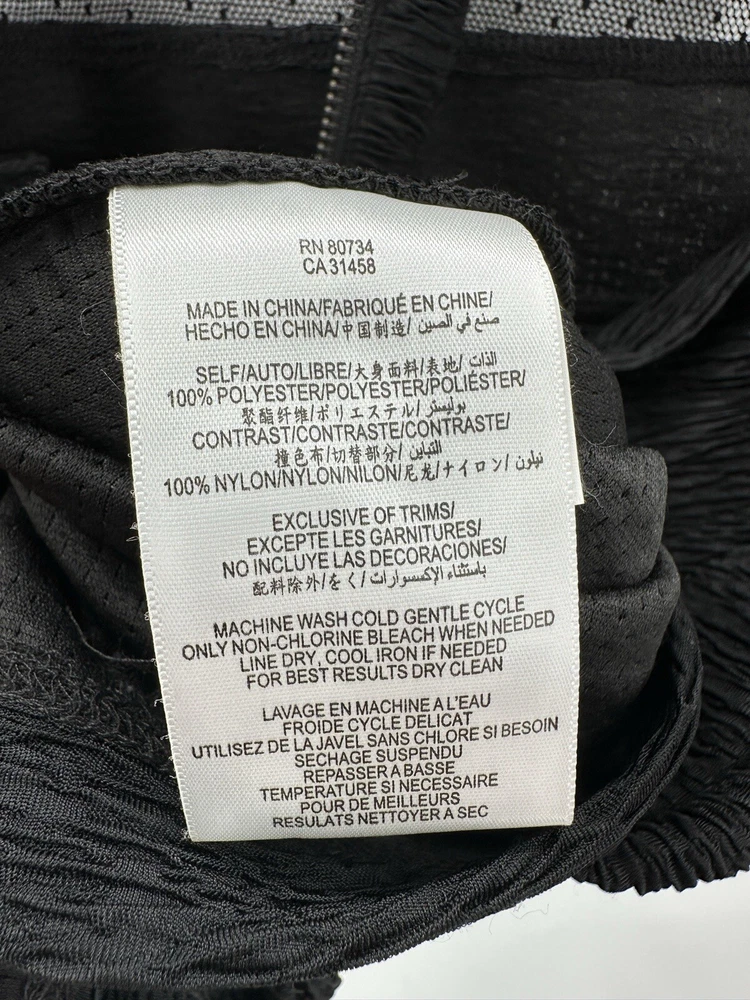 RN 80734
CA 31458
MADE IN CHINA/FABRIQUÉ EN CHINE/
HECHO EN CHINA/中国制造/ صنع في الصين
SELF/AUTO/LIBRE/大身面料/表地/ الذات
100% POLYESTER/POLYESTER/POLIÉSTER/
聚酯纤维/ポリエステル/ بوليستر
CONTRAST/CONTRASTE/CONTRASTE/
撞色布/切替部分/ التباين
100% NYLON/NYLON/NILON/尼龙/ナイロン/ نيلون
EXCLUSIVE OF TRIMS/
EXCEPTE LES GARNITURES/
NO INCLUYE LAS DECORACIONES/
配料除外/をく/ باستثناء الإكسسوارات
MACHINE WASH COLD GENTLE CYCLE
ONLY NON-CHLORINE BLEACH WHEN NEEDED
LINE DRY, COOL IRON IF NEEDED
FOR BEST RESULTS DRY CLEAN
LAVAGE EN MACHINE A L'EAU
FROIDE CYCLE DELICAT
UTILISEZ DE LA JAVEL SANS CHLORE SI BESOIN
SECHAGE SUSPENDU
REPASSER A BASSE
TEMPERATURE SI NECESSAIRE
POUR DE MEILLEURS
RESULATS NETTOYER A SEC